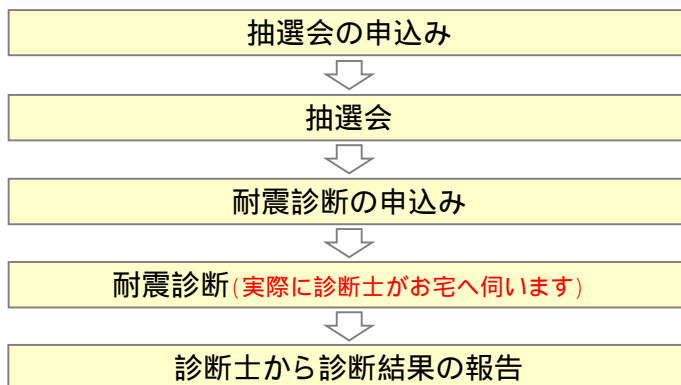 抽選会の申込み
抽選会
耐震診断の申込み
耐震診断(実際に診断士がお宅へ伺います)
診断士から診断結果の報告